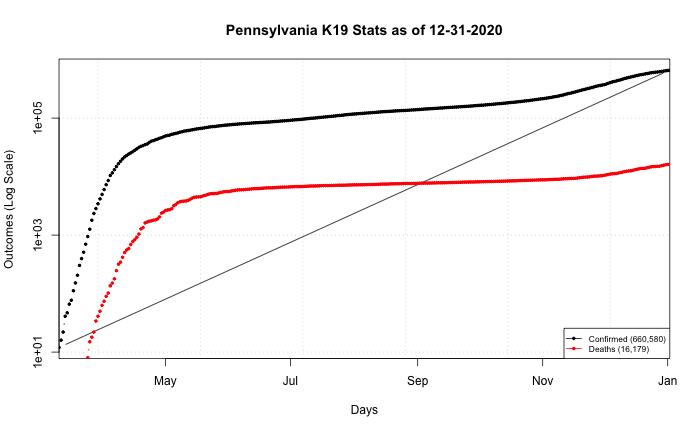 Pennsylvania K19 Stats as of 12-31-2020
Outcomes (Log Scale)
1e+05
1e+03
1e+01
Confirmed (660,580)
Deaths (16,179)
May
Jul
Sep
Nov
Jan
Days